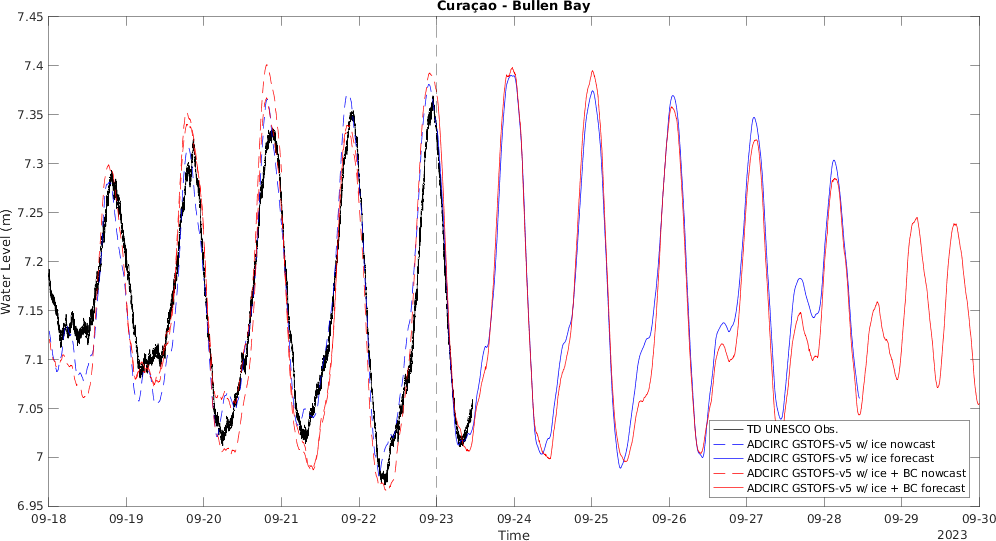 Curaçao - Bullen Bay
Water Level (m)
7.45
7.4
7.35
7.3
7.25
7.2
7.15
7.1
7.05
7
6.95
TD UNESCO Obs.
ADCIRC GSTOFS-v5 w/ ice nowcast
ADCIRC GSTOFS-v5 w/ ice forecast
ADCIRC GSTOFS-v5 w/ ice + BC nowcast
ADCIRC GSTOFS-v5 w/ ice + BC forecast
09-18 09-19 09-20 09-21 09-22 09-23 09-24 09-25 09-26 09-27 09-28 09-29 09-30
Time
2023